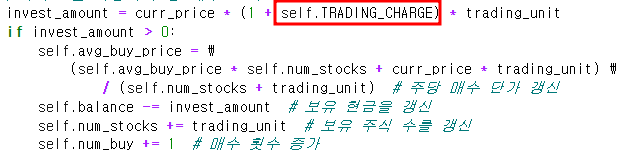 invest_amount = curr_price * (1 + self.TRADING_CHARGE) * trading_unit
if invest_amount > 0:
    self.avg_buy_price = ₩
        (self.avg_buy_price * self.num_stocks + curr_price * trading_unit) ₩
            / (self.num_stocks + trading_unit)  # 주당 매수 단가 갱신
    self.balance -= invest_amount  # 보유 현금을 갱신
    self.num_stocks += trading_unit  # 보유 주식 수를 갱신
    self.num_buy += 1  # 매수 횟수 증가